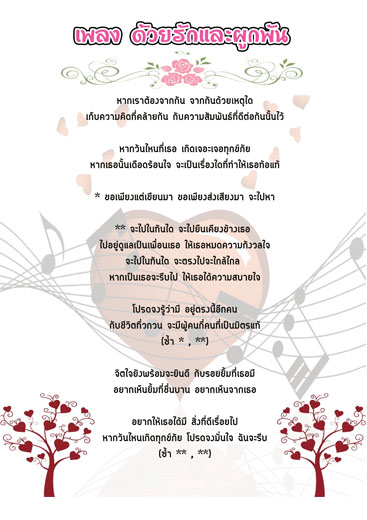 เพลง ด้วยรักและผูกพัน
หากเราต้องจากกัน จากกันด้วยเหตุใด
เก็บความคิดที่คล้ายกัน กับความสัมพันธ์ที่ดีต่อกันนั้นไว้
หากวันไหนที่เธอ เกิดเจอะเจอทุกข์ภัย
หากเธอนั้นเดือดร้อนใจ จะเป็นเรื่องใดที่ทำให้เธอท้อแท้
* ขอเพียงแต่เขียนมา ขอเพียงส่งเสียงมา จะไปหา
** จะไปในทันใด จะไปยืนเคียงข้างเธอ
ไปอยู่ดูแลเป็นเพื่อนเธอ ให้เธอหมดความกังวลใจ
จะไปในทันใด จะตรงไปจะใกล้ไกล
หากเป็นเธอจะรีบไป ให้เธอได้ความสบายใจ
โปรดจงรู้ว่ามี อยู่ตรงนี้อีกคน
กับชีวิตที่วกวน จะมีผู้คนกี่คนที่เป็นมิตรแท้
(ซ้ำ * , **)
จิตใจยังพร้อมจะยินดี กับรอยยิ้มที่เธอมี
อยากเห็นยิ้มที่ชื่นบาน อยากเห็นจากเธอ
อยากให้เธอได้มี สิ่งที่ดีเรื่อยไป
หากวันไหนเกิดทุกข์ภัย โปรดจงมั่นใจ ฉันจะรีบ
(ซ้ำ ** , **)